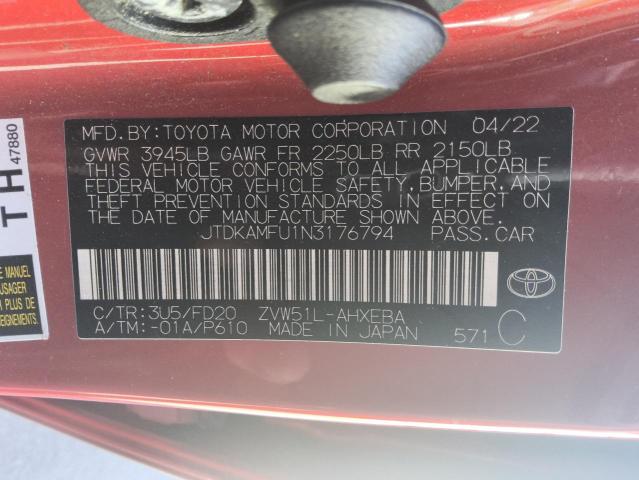 MFD.BY:TOYOTA MOTOR CORPORATION 04/22
GVWR 3945LB GAWR FR 2250LB RR 2150LB
THIS VEHICLE CONFORMS TO ALL APPLICABLE
FEDERAL MOTOR VEHICLE SAFETY,BUMPER,AND
THEFT PREVENTION STANDARDS IN EFFECT ON
THE DATE OF MANUFACTURE SHOWN ABOVE.
JTDKAMFU1N3176794 PASS.CAR
C/TR:3U5/FD20 ZVW51L-AHXEBA
A/TM:-01A/P610 MADE IN JAPAN 571 C
TH
47880
USAGER
PLUS DE